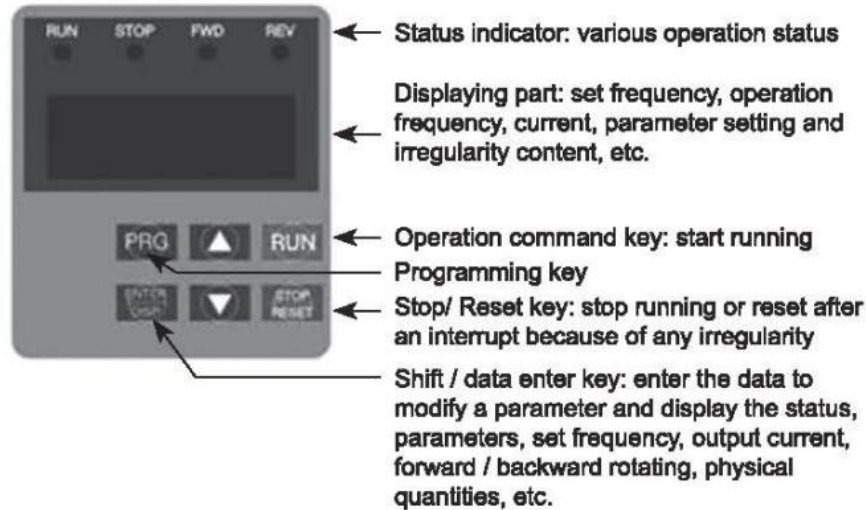 RUN STOP FWD REV
Status indicator: various operation status
Displaying part: set frequency, operation
frequency, current, parameter setting and
irregularity content, etc.
PRG RUN
Operation command key: start running
Programming key
ENTER
DISP
STOP
RESET
Stop/ Reset key: stop running or reset after
an interrupt because of any irregularity
Shift / data enter key: enter the data to
modify a parameter and display the status,
parameters, set frequency, output current,
forward / backward rotating, physical
quantities, etc.